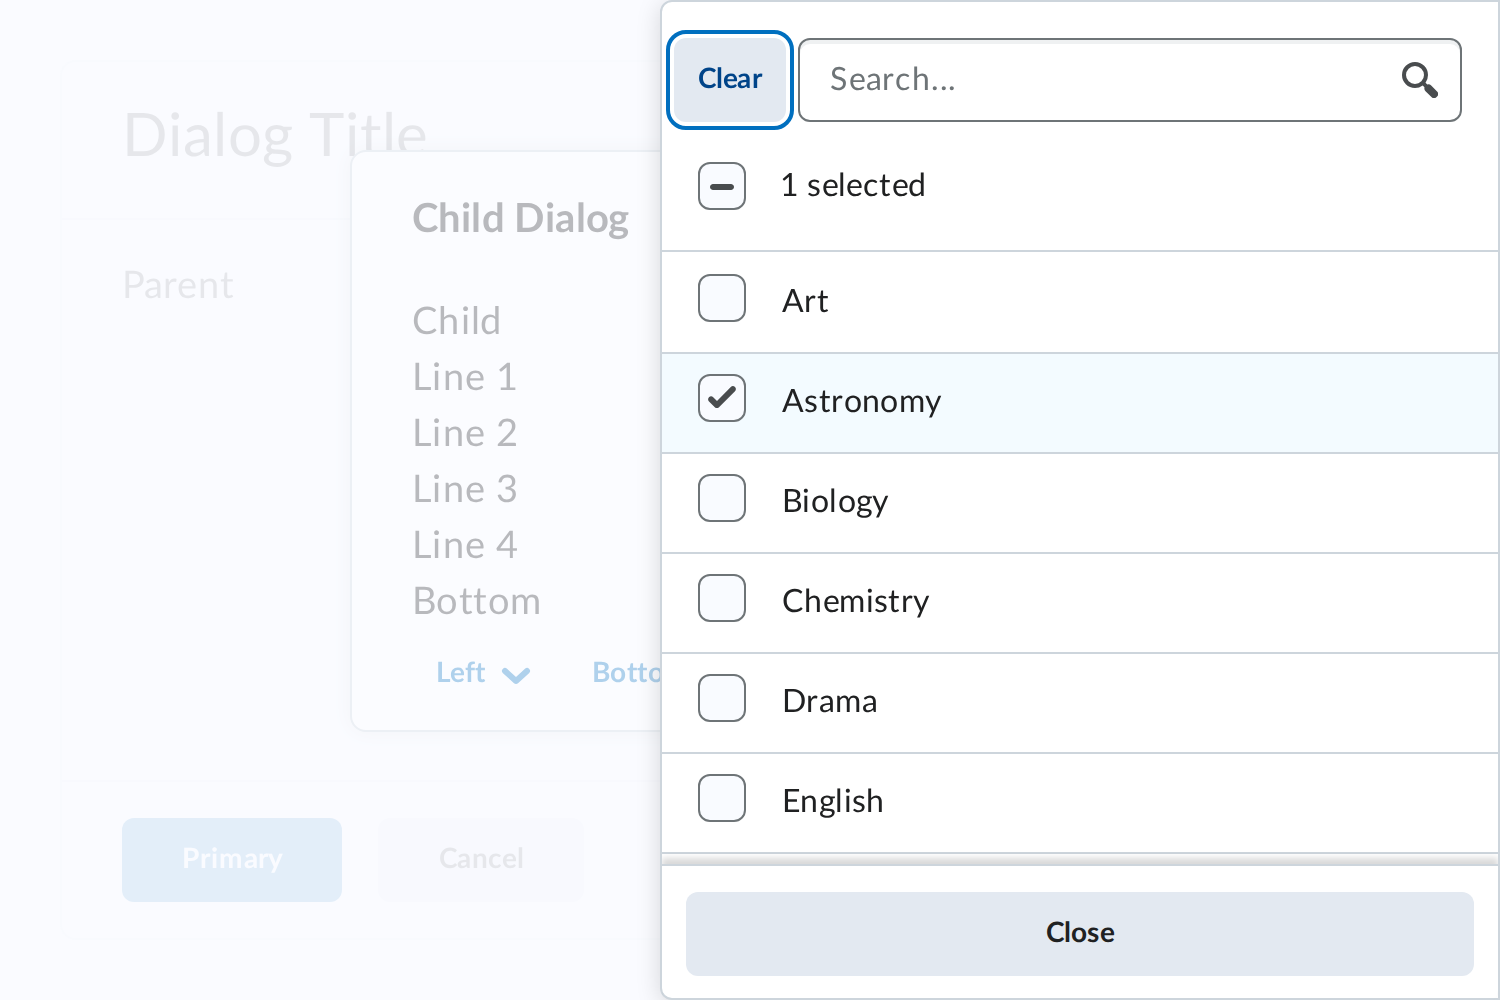 Dialog Title
Parent
Primary
Cancel
Child Dialog
Child
Line 1
Line 2
Line 3
Line 4
Bottom
Left
Botto
Clear
Search...
1 selected
Art
Astronomy
Biology
Chemistry
Drama
English
Close